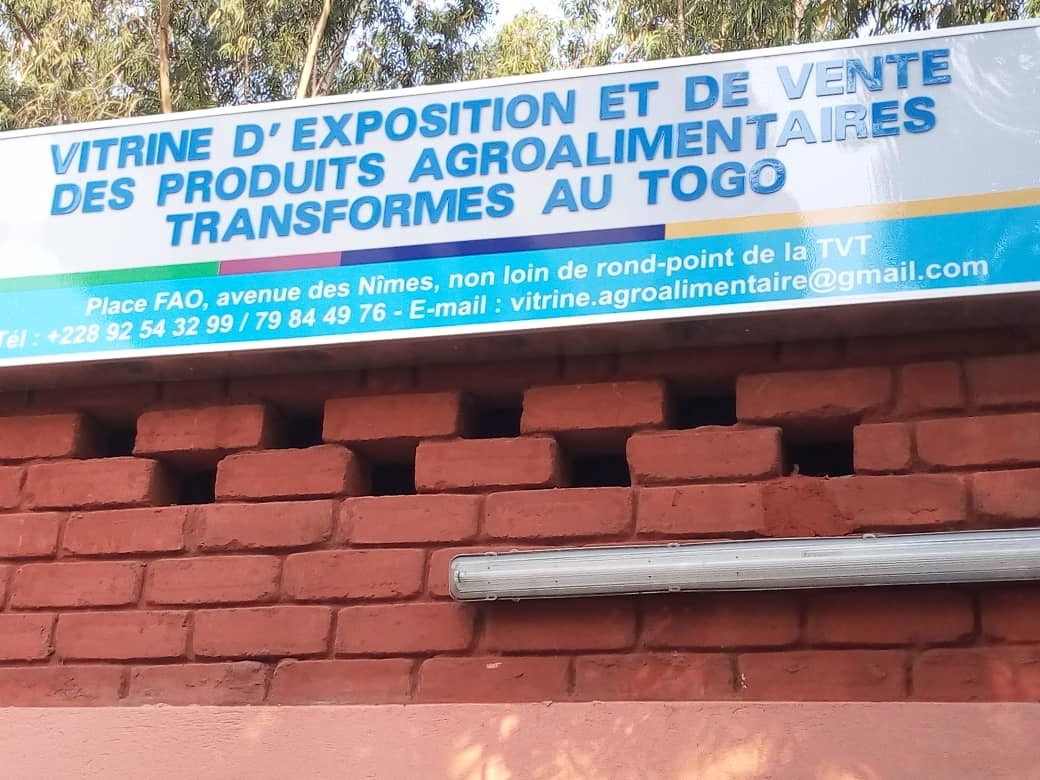 VITRINE D'EXPOSITION ET DE VENTE
DES PRODUITS AGROALIMENTAIRES
TRANSFORMES AU TOGO
Place FAO, avenue des Nîmes, non loin de rond-point de la TVT
Tél : +228 92 54 32 99 / 79 84 49 76 - E-mail : vitrine.agroalimentaire@gmail.com